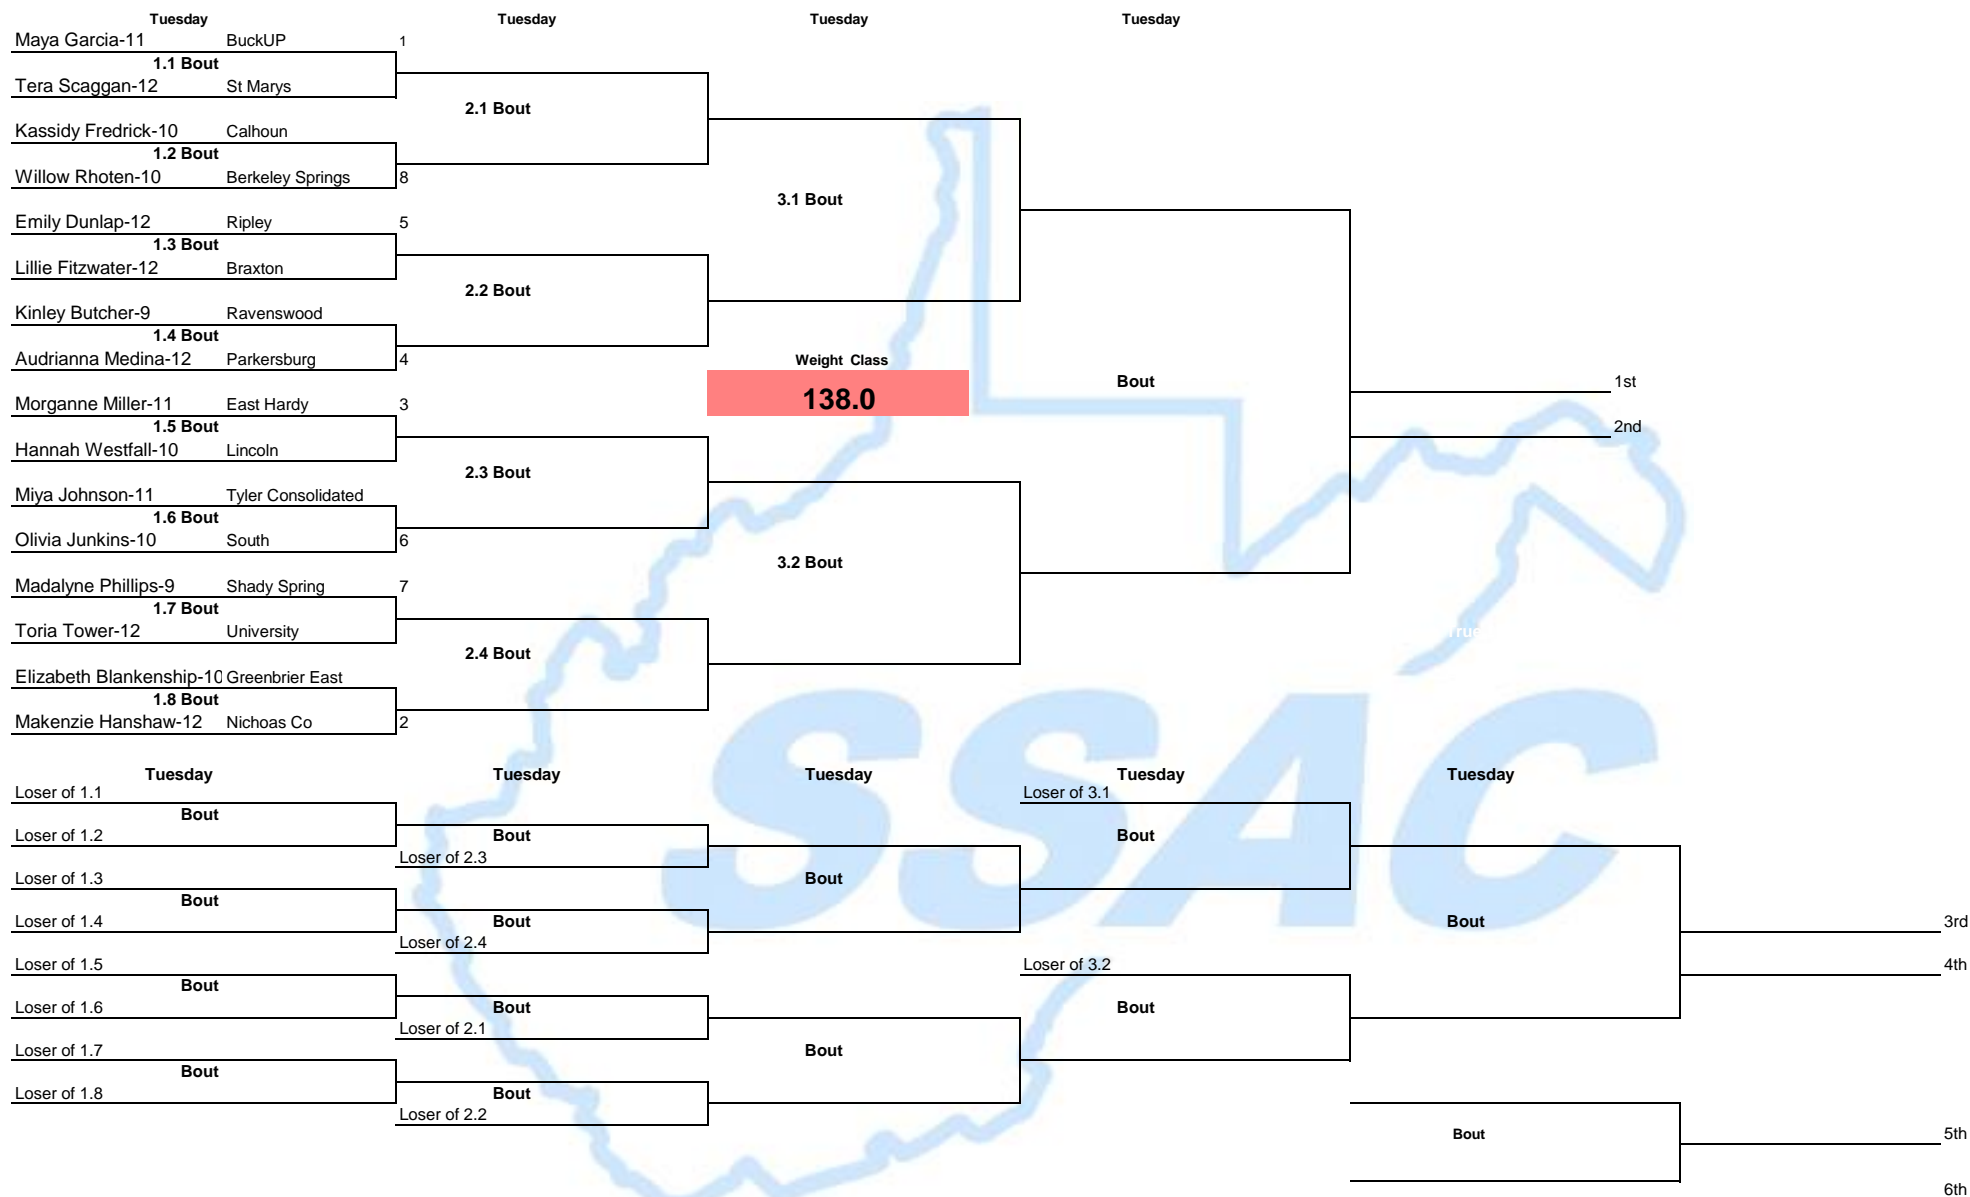 Tuesday Tuesday Tuesday Tuesday
Maya Garcia-11 BuckUP 1
1.1 Bout
Tera Scaggan-12 St Marys
2.1 Bout
Kassidy Fredrick-10 Calhoun
1.2 Bout
Willow Rhoten-10 Berkeley Springs 8
3.1 Bout
Emily Dunlap-12 Ripley 5
1.3 Bout
Lillie Fitzwater-12 Braxton
2.2 Bout
Kinley Butcher-9 Ravenswood
1.4 Bout
Audrianna Medina-12 Parkersburg 4
Weight Class
138.0
Bout
1st
2nd
Morganne Miller-11 East Hardy 3
1.5 Bout
Hannah Westfall-10 Lincoln
2.3 Bout
Miya Johnson-11 Tyler Consolidated
1.6 Bout
Olivia Junkins-10 South 6
3.2 Bout
Madalyne Phillips-9 Shady Spring 7
1.7 Bout
Toria Tower-12 University
True
2.4 Bout
Elizabeth Blankenship-10 Greenbrier East
1.8 Bout
Makenzie Hanshaw-12 Nichoas Co 2
SSAC
Tuesday Tuesday Tuesday Tuesday Tuesday
Loser of 1.1 Loser of 3.1
Bout
Loser of 1.2 Bout Bout
Loser of 2.3
Loser of 1.3 Bout
Bout
Loser of 1.4 Bout Bout 3rd
Loser of 2.4
Loser of 1.5 Loser of 3.2 4th
Bout
Loser of 1.6 Bout Bout
Loser of 2.1
Loser of 1.7 Bout
Bout
Loser of 1.8 Bout
Loser of 2.2
Bout 5th
6th